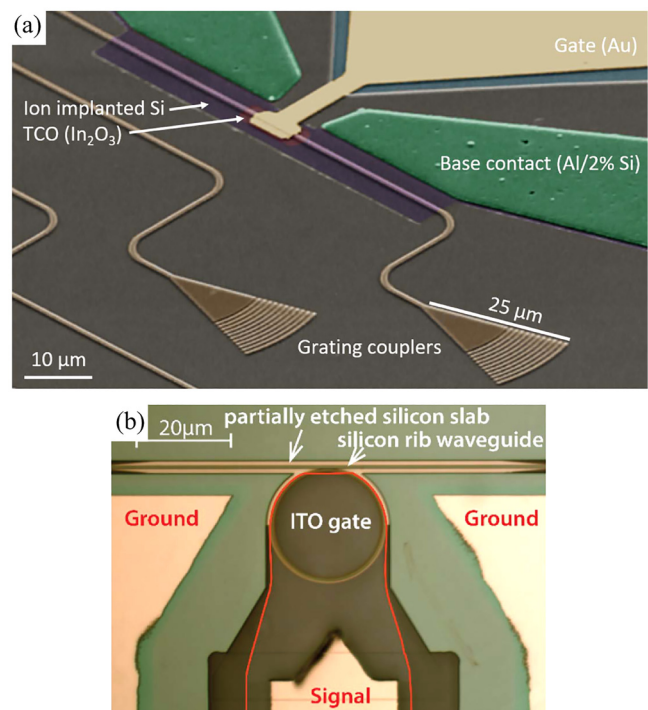 (a)
Gate (Au)
Ion implanted Si
TCO (In₂O₃)
Base contact (Al/2% Si)
25 µm
Grating couplers
10 µm
(b)
partially etched silicon slab
20µm
silicon rib waveguide
Ground
ITO gate
Ground
Signal